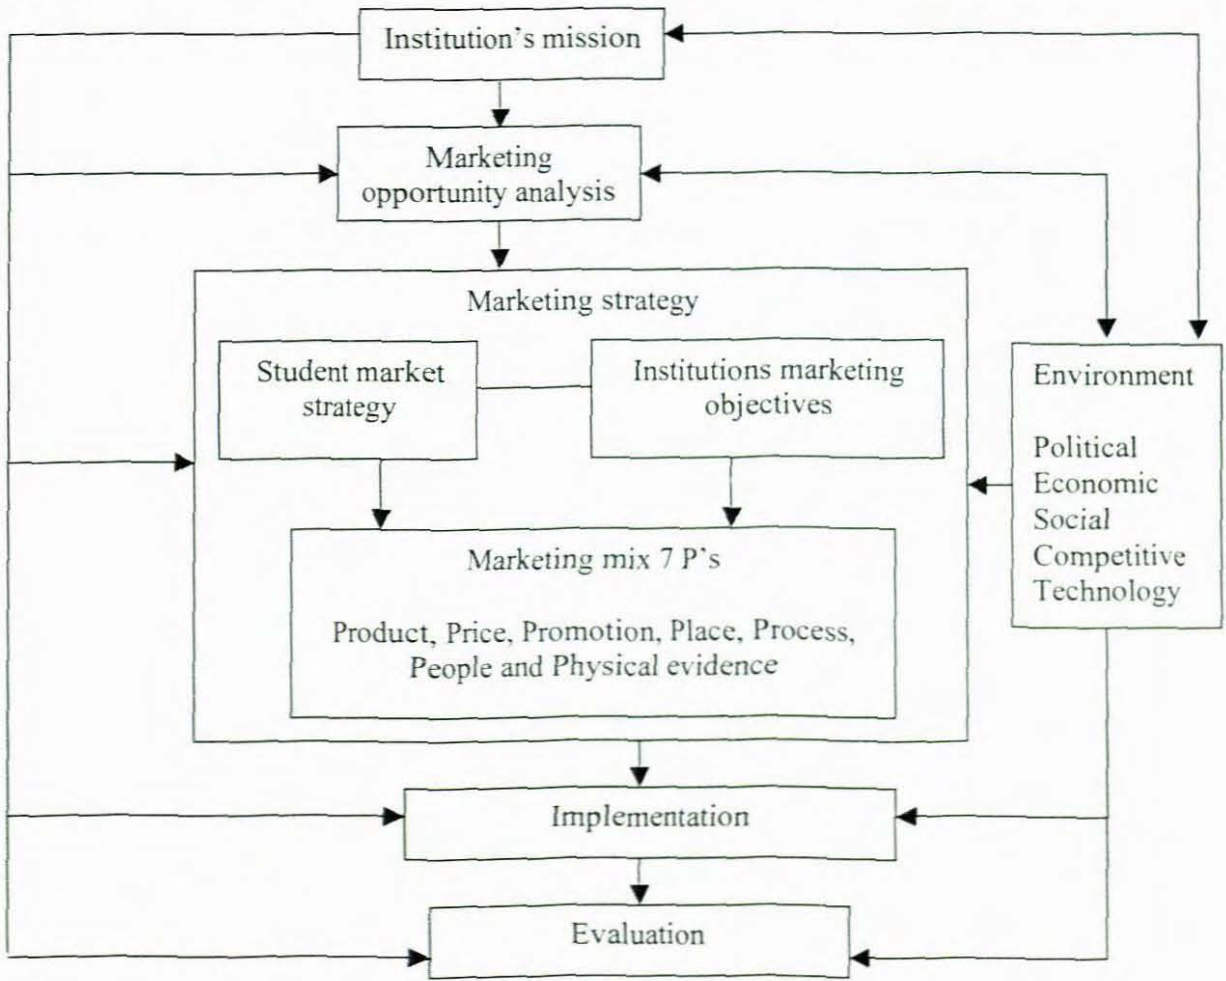 Institution's mission
Marketing
opportunity analysis
Marketing strategy
Student market
strategy
Institutions marketing
objectives
Environment
Political
Economic
Social
Competitive
Technology
Marketing mix 7 P's
Product, Price, Promotion, Place, Process,
People and Physical evidence
Implementation
Evaluation